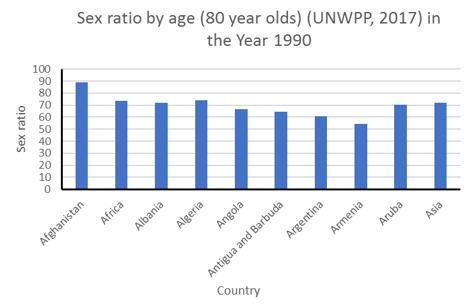 Sex ratio by age (80 year olds) (UNWPP, 2017) in
the Year 1990
100
90
80
70
60
50
40
30
20
10
0
Sex ratio
Afghanistan
Africa
Albania
Algeria
Angola
Antigua and Barbuda
Argentina
Armenia
Aruba
Asia
Country